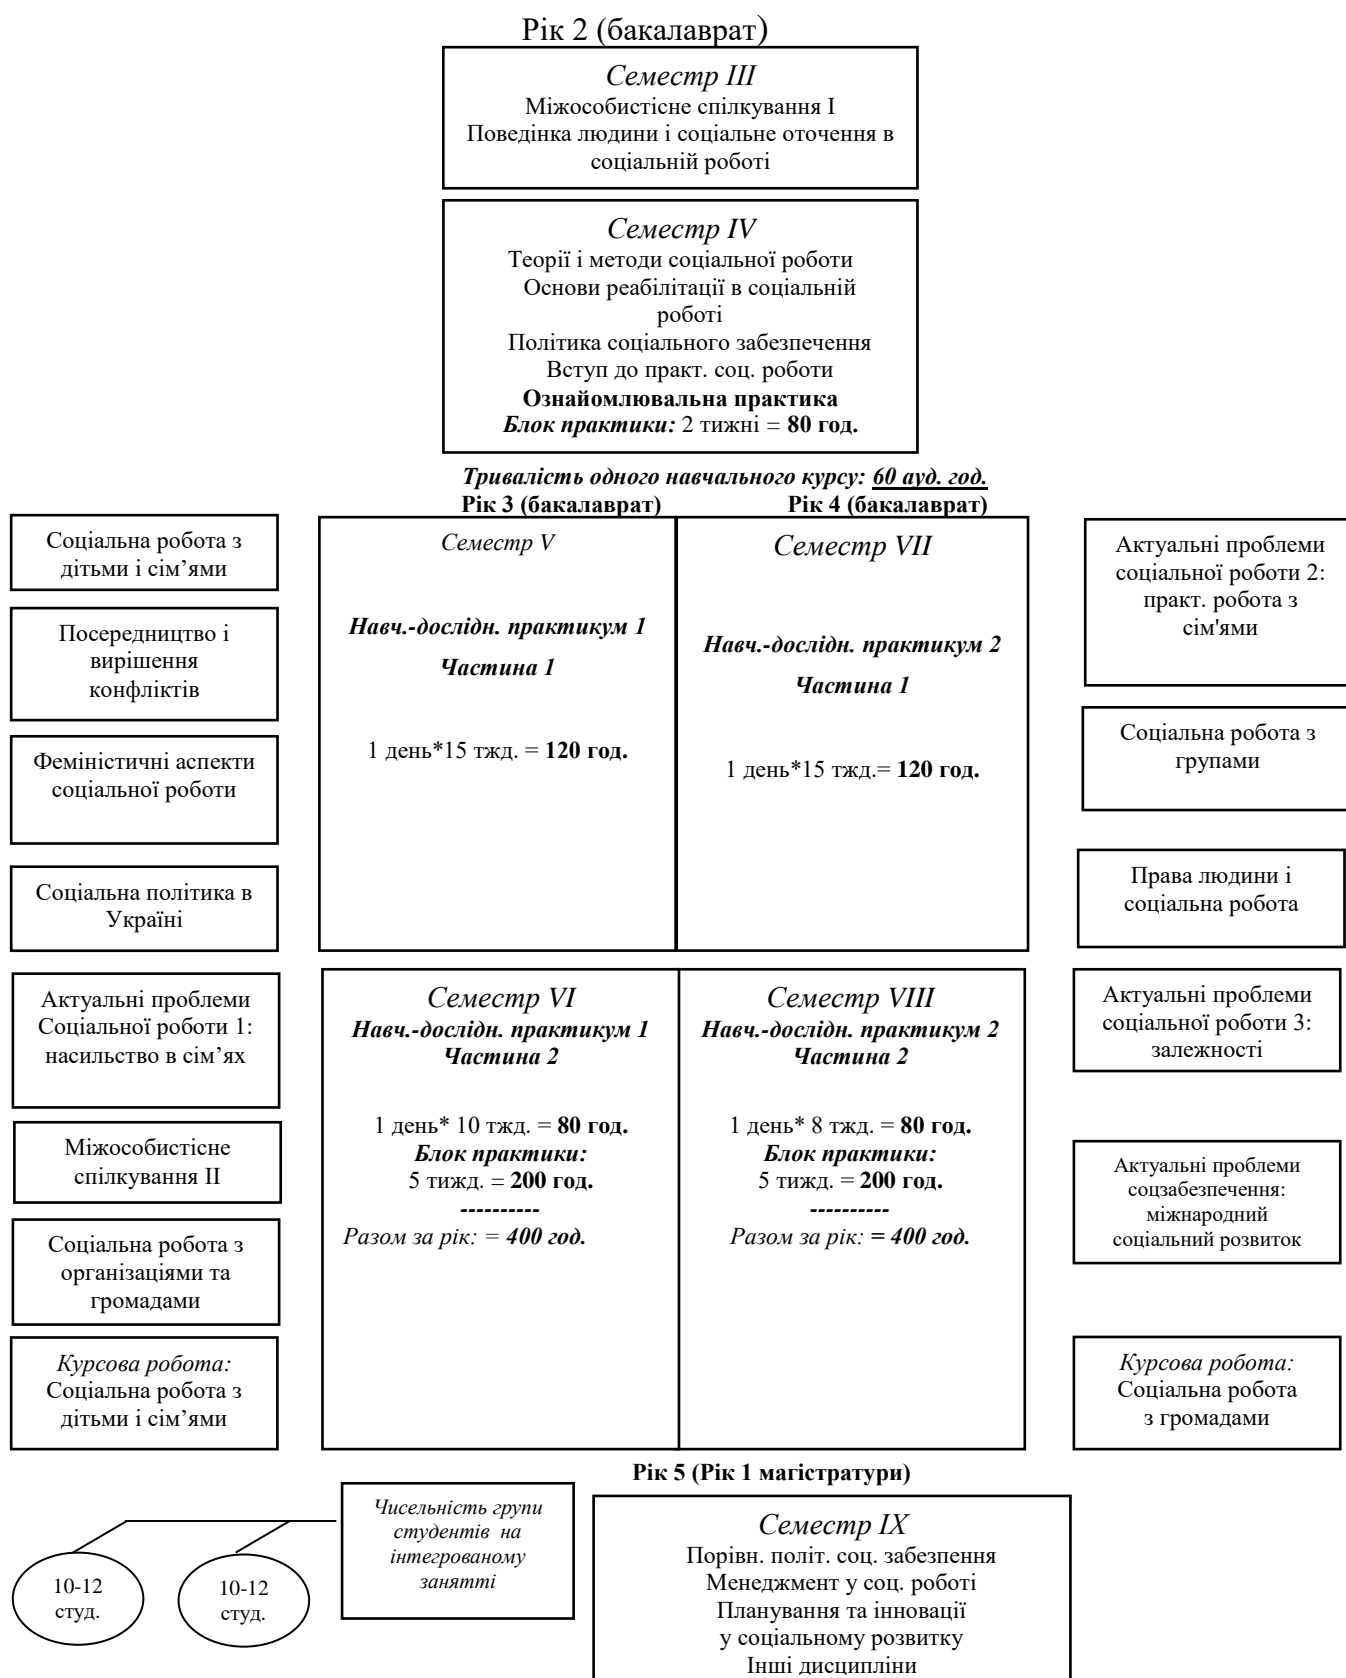 Рік 2 (бакалаврат)
Семестр III
Міжособистісне спілкування I
Поведінка людини і соціальне оточення в
соціальній роботі
Семестр IV
Теорії і методи соціальної роботи
Основи реабілітації в соціальній
роботі
Політика соціального забезпечення
Вступ до практ. соц. роботи
Ознайомлювальна практика
Блок практики: 2 тижні = 80 год.
Тривалість одного навчального курсу: 60 ауд. год.
Рік 3 (бакалаврат)
Рік 4 (бакалаврат)
Соціальна робота з
дітьми і сім’ями
Посередництво і
вирішення
конфліктів
Феміністичні аспекти
соціальної роботи
Соціальна політика в
Україні
Семестр V
Навч.-дослідн. практикум 1
Частина 1
1 день*15 тжд. = 120 год.
Семестр VII
Навч.-дослідн. практикум 2
Частина 1
1 день*15 тжд.= 120 год.
Актуальні проблеми
соціальної роботи 2:
практ. робота з
сім'ями
Соціальна робота з
групами
Права людини і
соціальна робота
Актуальні проблеми
Соціальної роботи 1:
насильство в сім’ях
Міжособистісне
спілкування II
Соціальна робота з
організаціями та
громадами
Курсова робота:
Соціальна робота з
дітьми і сім’ями
Семестр VI
Навч.-дослідн. практикум 1
Частина 2
1 день* 10 тжд. = 80 год.
Блок практики:
5 тижд. = 200 год.
----------
Разом за рік: = 400 год.
Семестр VIII
Навч.-дослідн. практикум 2
Частина 2
1 день* 8 тжд. = 80 год.
Блок практики:
5 тижд. = 200 год.
----------
Разом за рік: = 400 год.
Актуальні проблеми
соціальної роботи 3:
залежності
Актуальні проблеми
соцзабезпечення:
міжнародний
соціальний розвиток
Курсова робота:
Соціальна робота
з громадами
Рік 5 (Рік 1 магістратури)
10-12
студ.
10-12
студ.
Чисельність групи
студентів на
інтегрованому
занятті
Семестр IX
Порівн. політ. соц. забезпення
Менеджмент у соц. роботі
Планування та інновації
у соціальному розвитку
Інші дисципліни